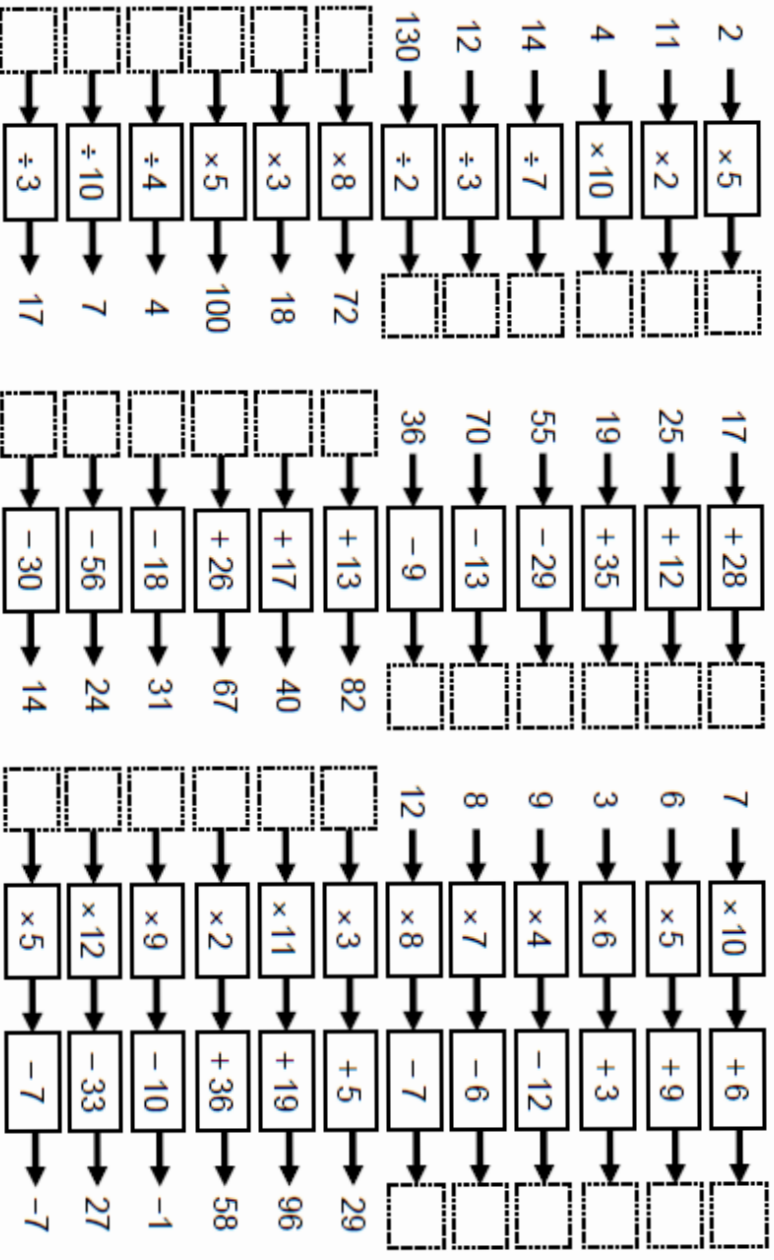 2 ×5
11 ×2
4 ×10
14 ÷7
12 ÷3
130 ÷2
×8 72
×3 18
×5 100
÷4 4
÷10 7
÷3 17
17 +28
25 +12
19 +35
55 −29
70 −13
36 −9
+13 82
+17 40
+26 67
−18 31
−56 24
−30 14
7 ×10 +6
6 ×5 +9
3 ×6 +3
9 ×4 −12
8 ×7 −6
12 ×8 −7
×3 +5 29
×11 +19 96
×2 +36 58
×9 −10 −1
×12 −33 27
×5 −7 −7